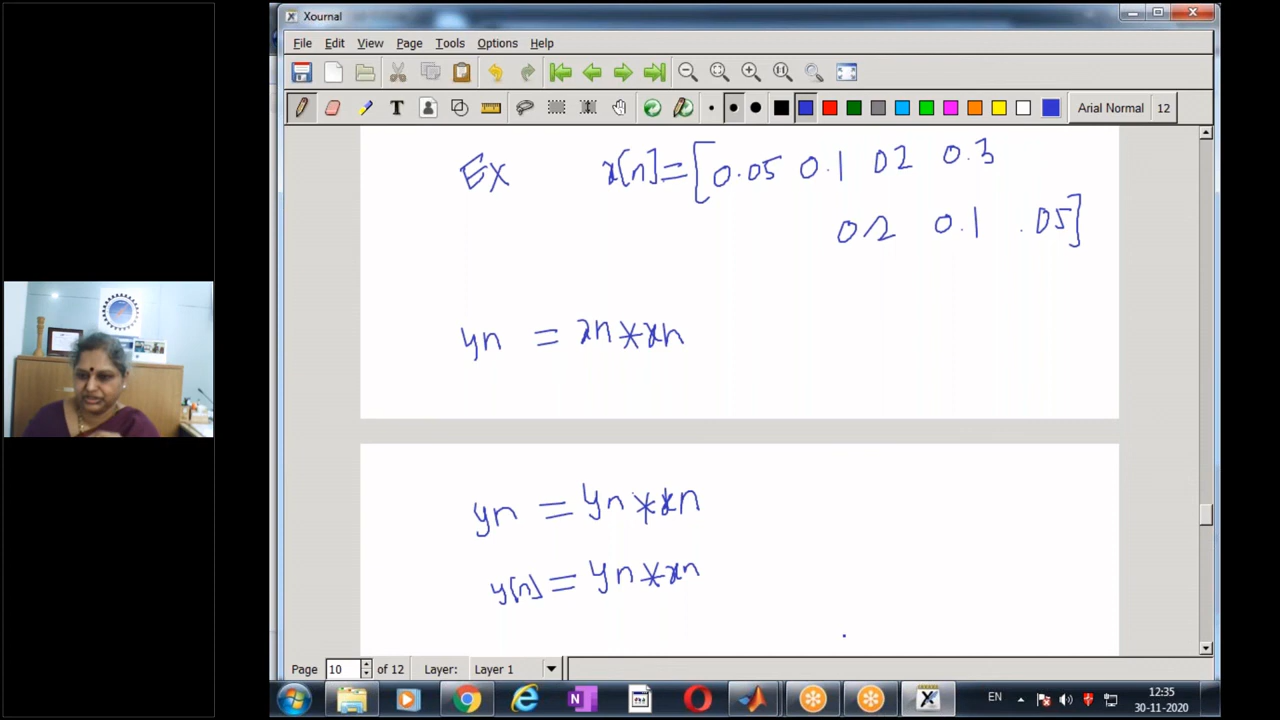 Xournal
File Edit View Page Tools Options Help
Arial Normal 12
Ex x[n]=[0.05 0.1 02 0.3
0.2 0.1 .05]
yn = xn*xn
yn = yn*xn
y[n] = yn*xn
Page 10 of 12 Layer: Layer 1
EN
12:35
30-11-2020